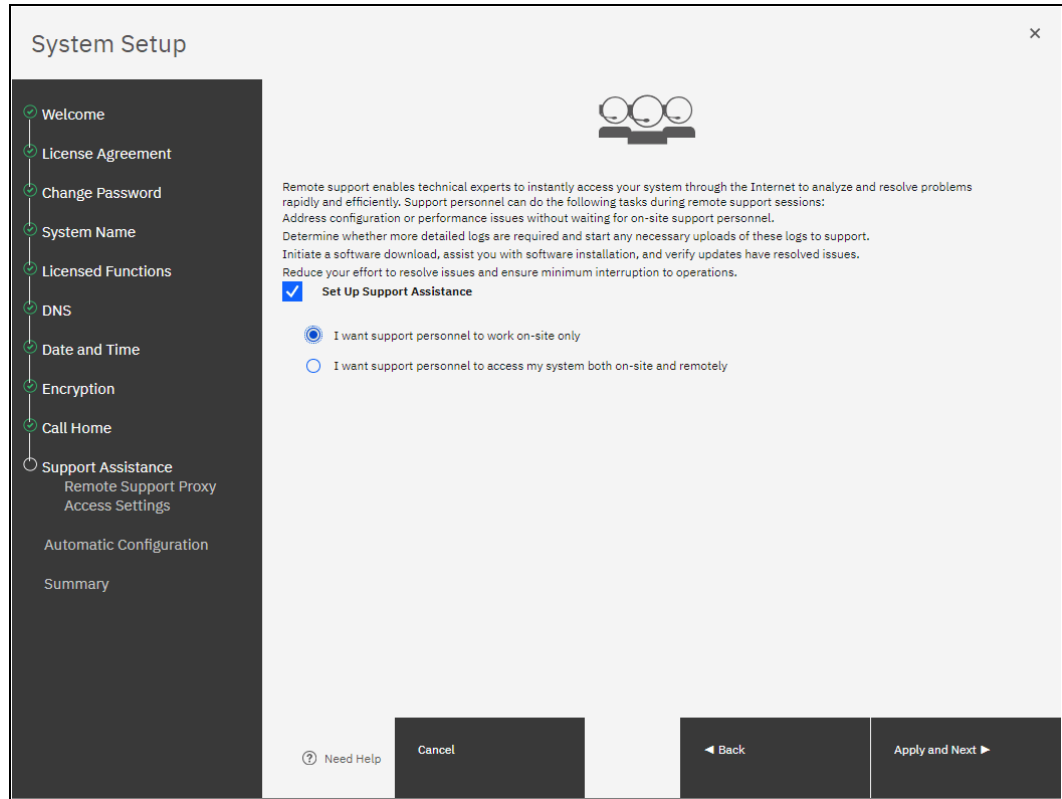 System Setup
×
Welcome
License Agreement
Change Password
System Name
Licensed Functions
DNS
Date and Time
Encryption
Call Home
Support Assistance
Remote Support Proxy
Access Settings
Automatic Configuration
Summary
Remote support enables technical experts to instantly access your system through the Internet to analyze and resolve problems
rapidly and efficiently. Support personnel can do the following tasks during remote support sessions:
Address configuration or performance issues without waiting for on-site support personnel.
Determine whether more detailed logs are required and start any necessary uploads of these logs to support.
Initiate a software download, assist you with software installation, and verify updates have resolved issues.
Reduce your effort to resolve issues and ensure minimum interruption to operations.
Set Up Support Assistance
I want support personnel to work on-site only
I want support personnel to access my system both on-site and remotely
? Need Help
Cancel
◄ Back
Apply and Next ►